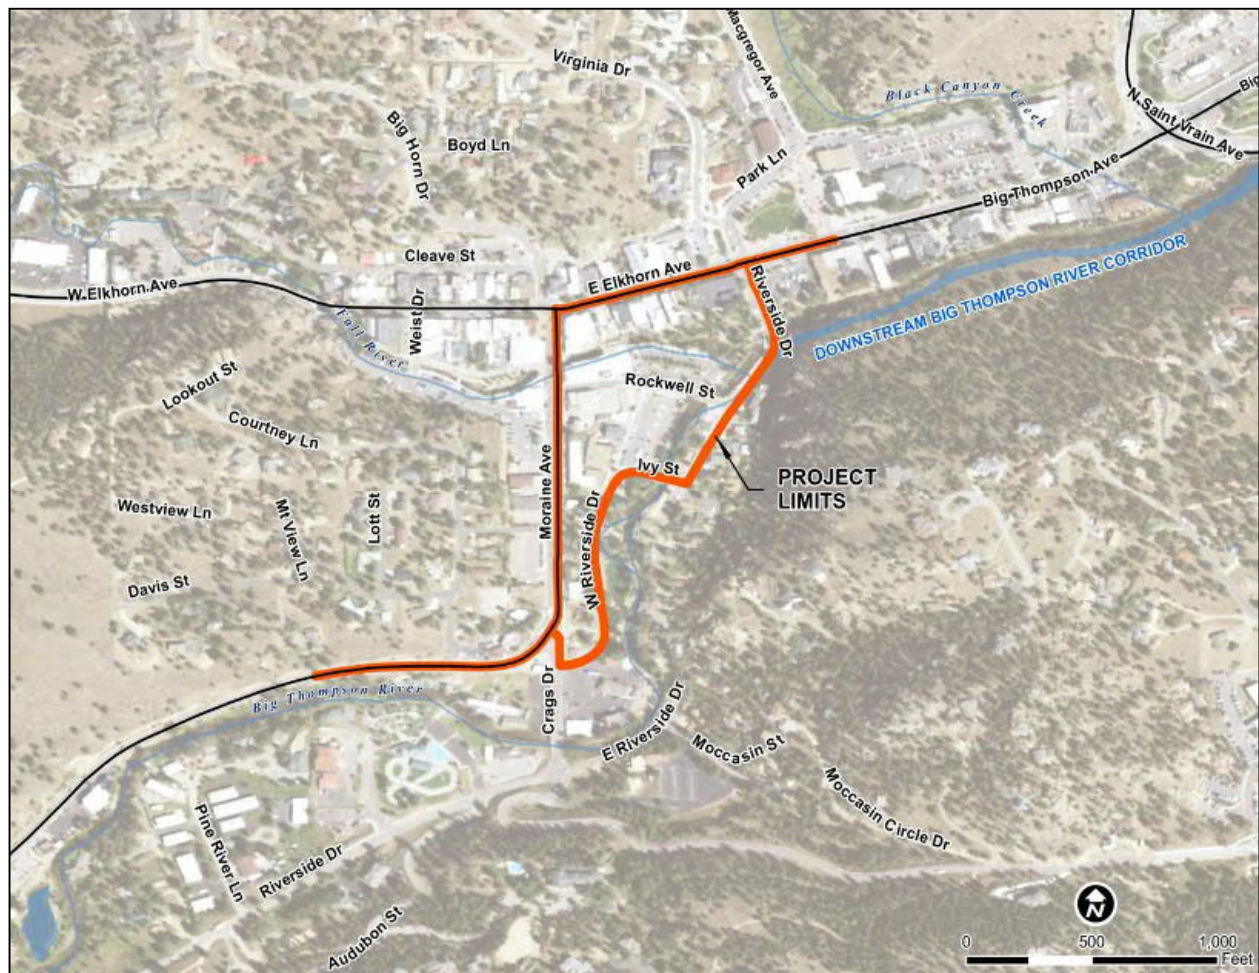 Virginia Dr
Macgregor Ave
Black Canyon Creek
Big
N Saint Vrain Ave
Big Horn Dr
Boyd Ln
Park Ln
Big Thompson Ave
Cleave St
E Elkhorn Ave
W Elkhorn Ave
Riverside Dr
DOWNSTREAM BIG THOMPSON RIVER CORRIDOR
Weist Dr
Fall River
Lookout St
Rockwell St
Courtney Ln
Moraine Ave
Ivy St
PROJECT
LIMITS
Westview Ln
Mt View Ln
Lott St
W Riverside Dr
Davis St
Big Thompson River
Crags Dr
E Riverside Dr
Moccasin St
Moccasin Circle Dr
Pine River Ln
Riverside Dr
Audubon St
N
0 500 1,000
Feet